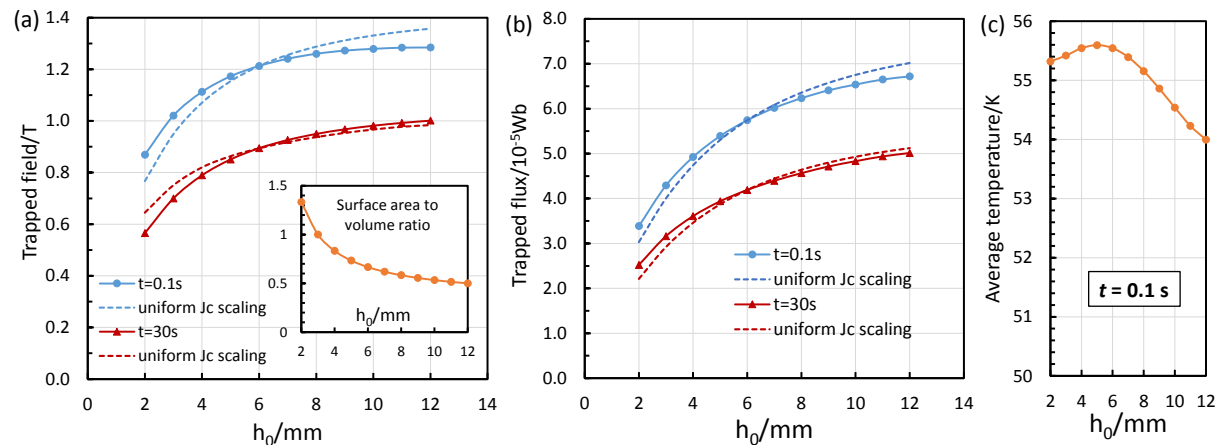 (a)
Trapped field/T
1.4
1.2
1.0
0.8
0.6
0.4
0.2
0.0
0 2 4 6 8 10 12 14
h0/mm
t=0.1s
uniform Jc scaling
t=30s
uniform Jc scaling
Surface area to
volume ratio
1.5
1
0.5
0
h0/mm
2 4 6 8 10 12
(b)
Trapped flux/10-5Wb
8.0
7.0
6.0
5.0
4.0
3.0
2.0
1.0
0.0
0 2 4 6 8 10 12 14
h0/mm
t=0.1s
uniform Jc scaling
t=30s
uniform Jc scaling
(c)
Average temperature/K
56
55
54
53
52
51
50
2 4 6 8 10 12
h0/mm
t = 0.1 s